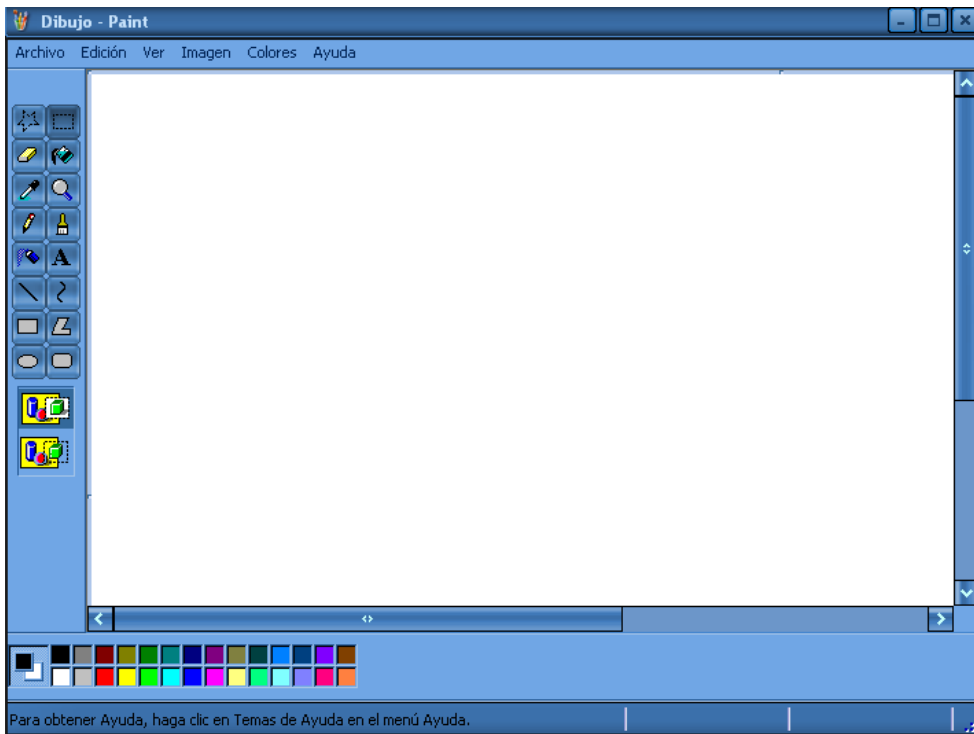 Dibujo - Paint
Archivo Edición Ver Imagen Colores Ayuda
A
Para obtener Ayuda, haga clic en Temas de Ayuda en el menú Ayuda.